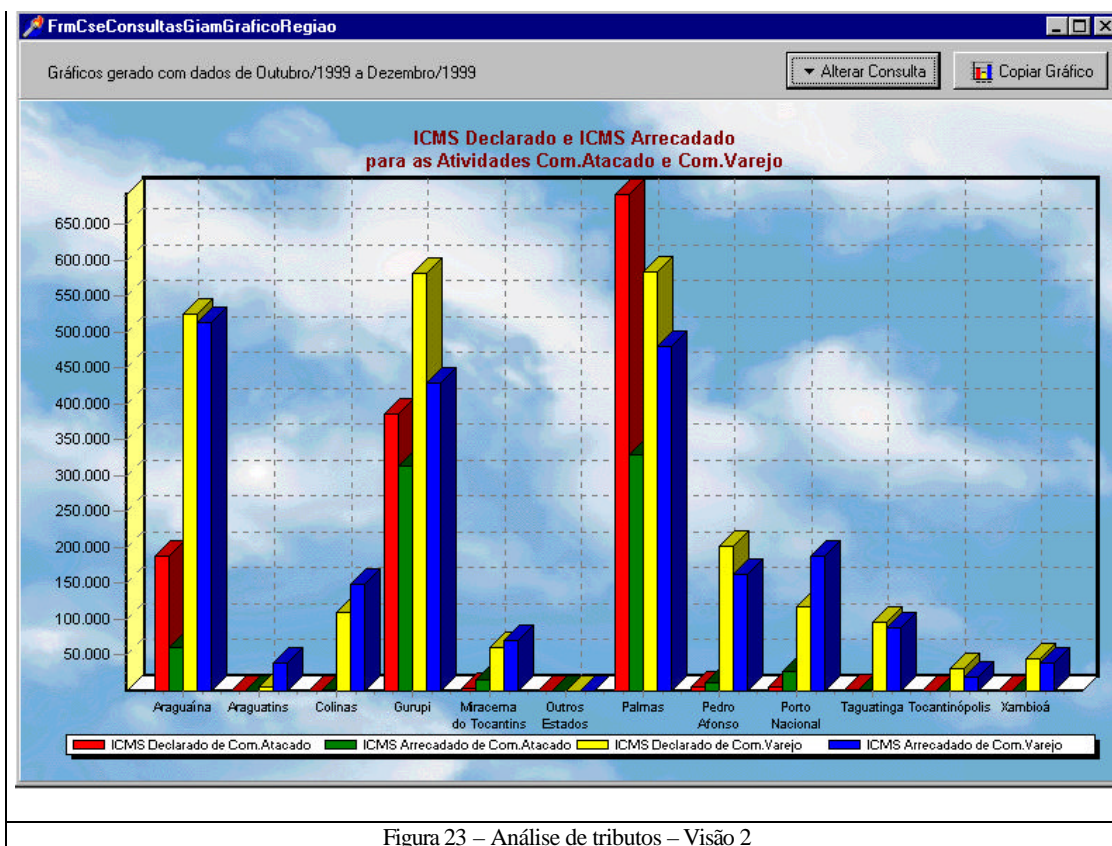 FrmCseConsultasGiamGraficoRegiao
Gráficos gerado com dados de Outubro/1999 a Dezembro/1999
Alterar Consulta
Copiar Gráfico
ICMS Declarado e ICMS Arrecadado
para as Atividades Com.Atacado e Com.Varejo
650.000
600.000
550.000
500.000
450.000
400.000
350.000
300.000
250.000
200.000
150.000
100.000
50.000
Araguaína
Araguatins
Colinas
Gurupi
Miracema
do Tocantins
Outros
Estados
Palmas
Pedro
Afonso
Porto
Nacional
Taguatinga
Tocantinópolis
Xambioá
ICMS Declarado de Com.Atacado
ICMS Arrecadado de Com.Atacado
ICMS Declarado de Com.Varejo
ICMS Arrecadado de Com.Varejo
Figura 23 – Análise de tributos – Visão 2